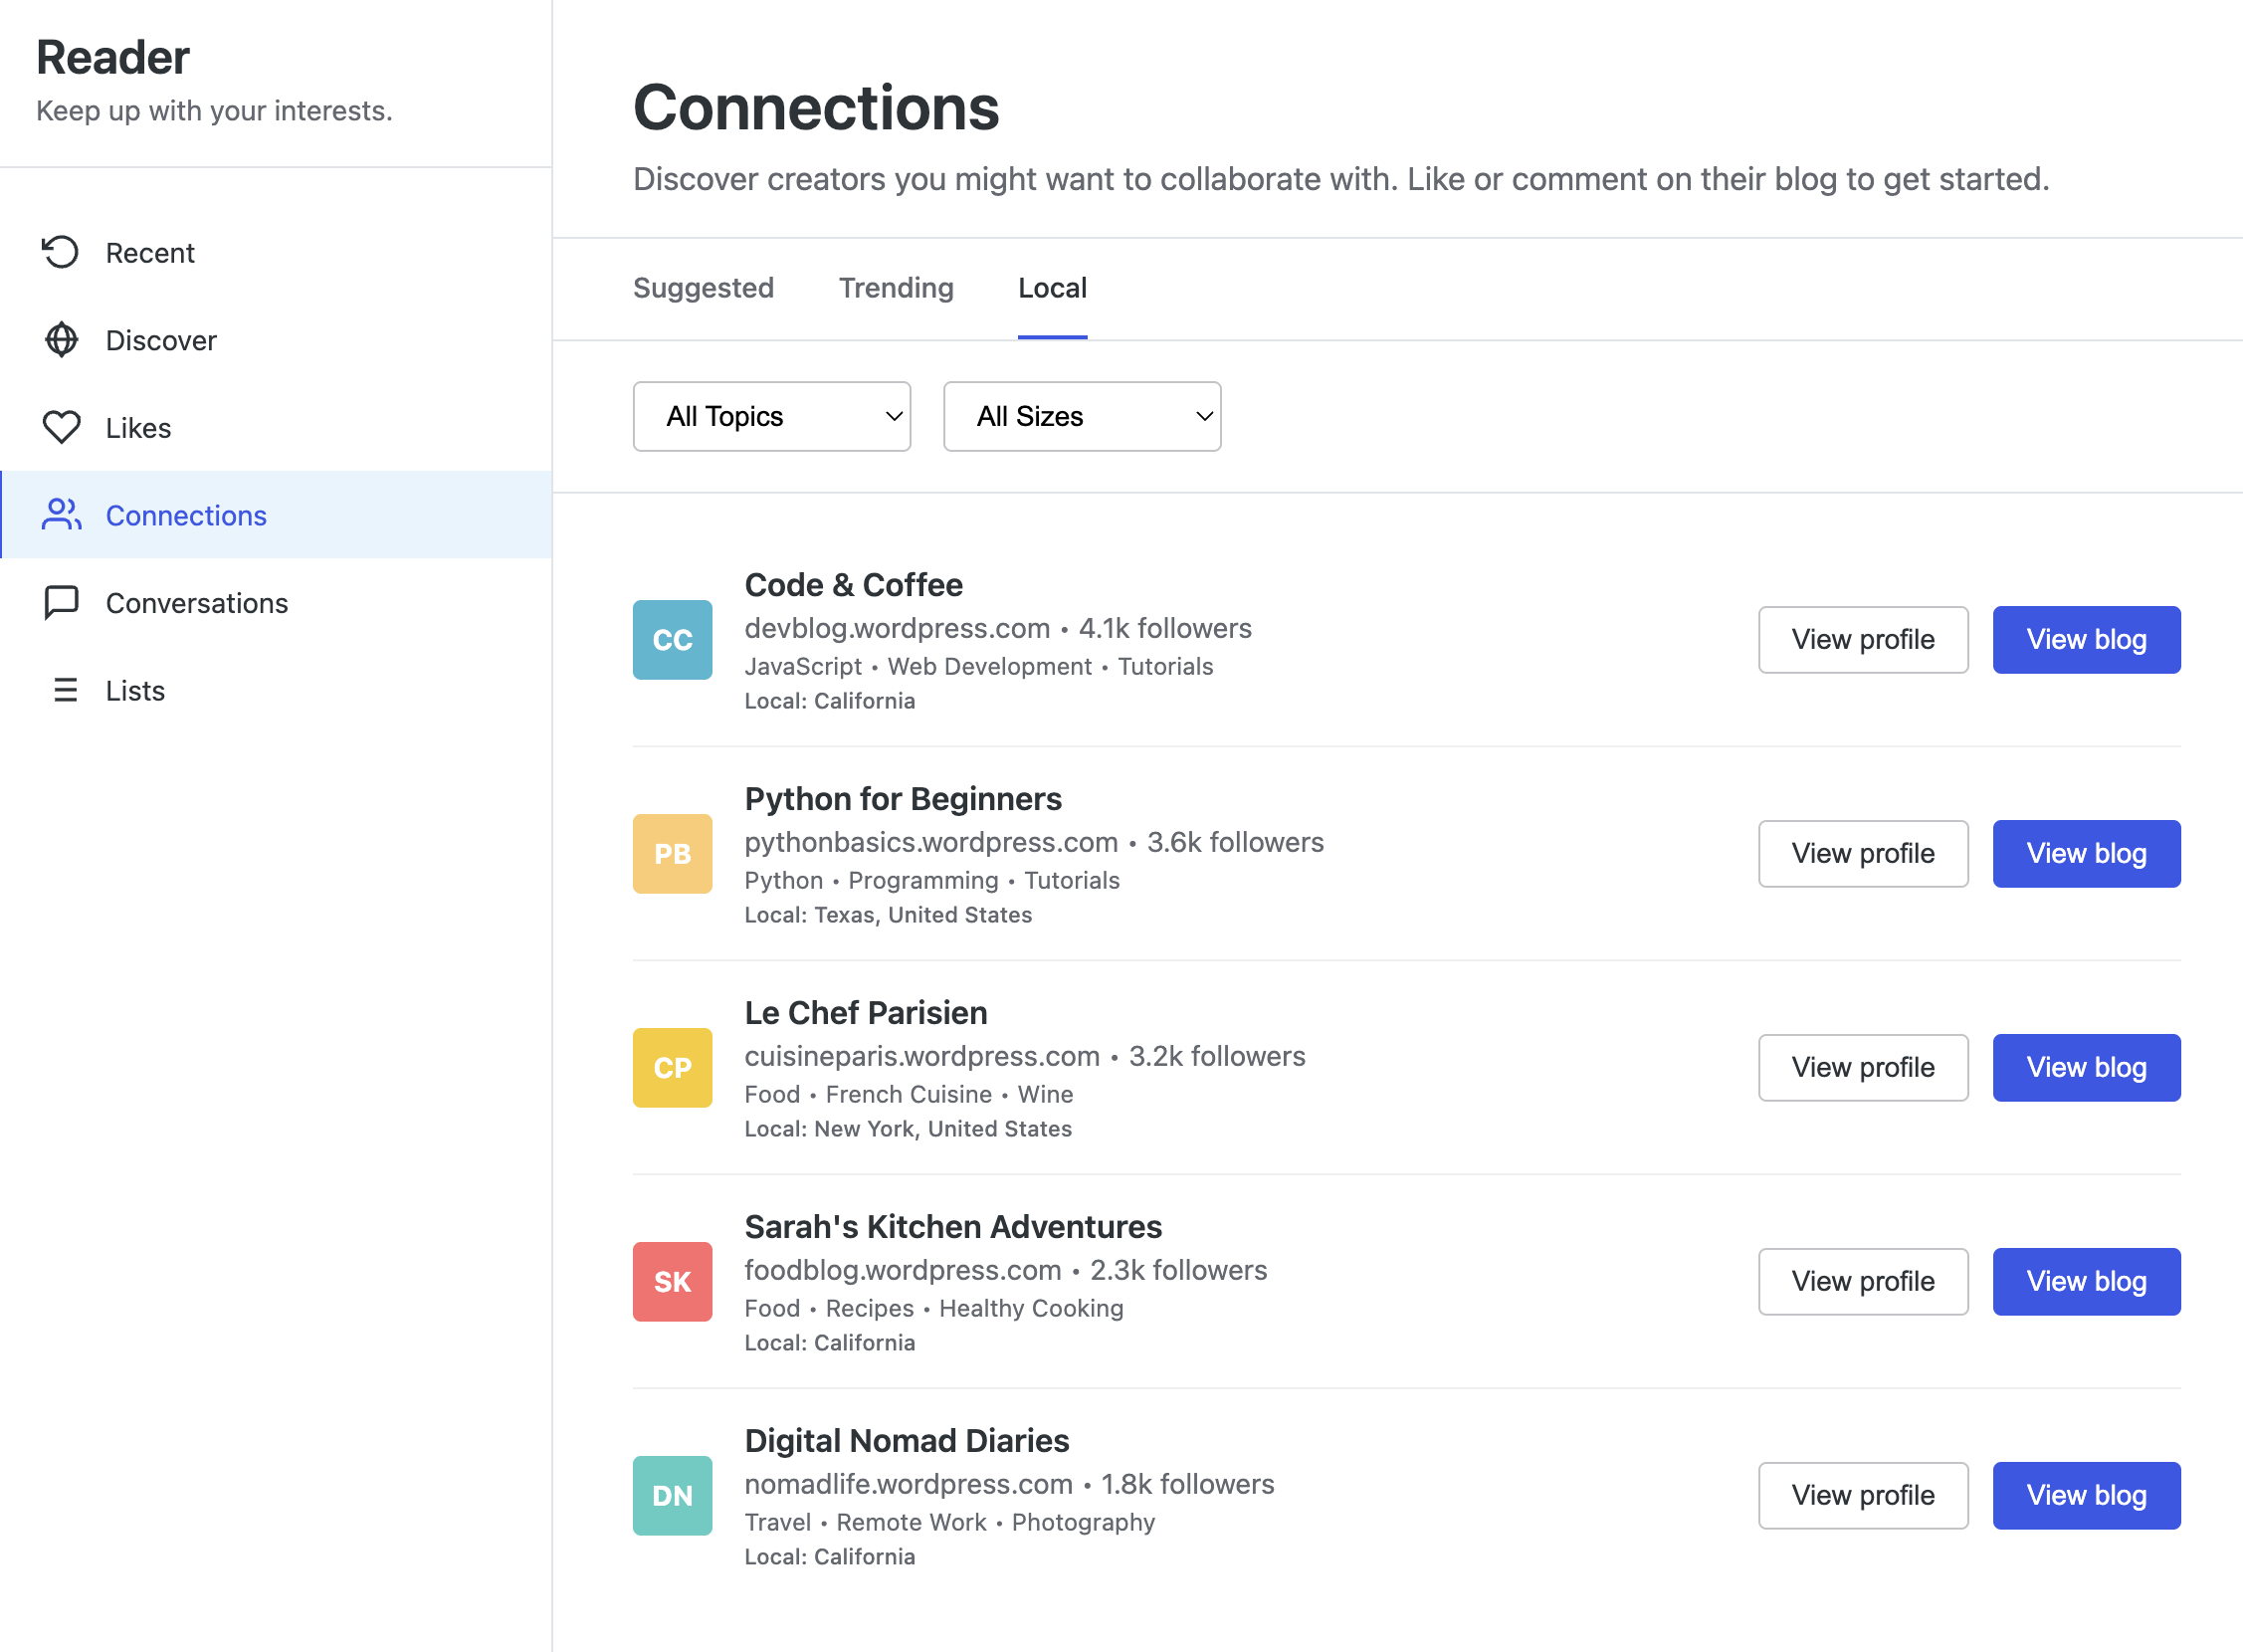 Reader
Keep up with your interests.
Recent
Discover
Likes
Connections
Conversations
Lists
Connections
Discover creators you might want to collaborate with. Like or comment on their blog to get started.
Suggested Trending Local
All Topics All Sizes
CC
Code & Coffee
devblog.wordpress.com • 4.1k followers
JavaScript • Web Development • Tutorials
Local: California
View profile View blog
PB
Python for Beginners
pythonbasics.wordpress.com • 3.6k followers
Python • Programming • Tutorials
Local: Texas, United States
View profile View blog
CP
Le Chef Parisien
cuisineparis.wordpress.com • 3.2k followers
Food • French Cuisine • Wine
Local: New York, United States
View profile View blog
SK
Sarah's Kitchen Adventures
foodblog.wordpress.com • 2.3k followers
Food • Recipes • Healthy Cooking
Local: California
View profile View blog
DN
Digital Nomad Diaries
nomadlife.wordpress.com • 1.8k followers
Travel • Remote Work • Photography
Local: California
View profile View blog